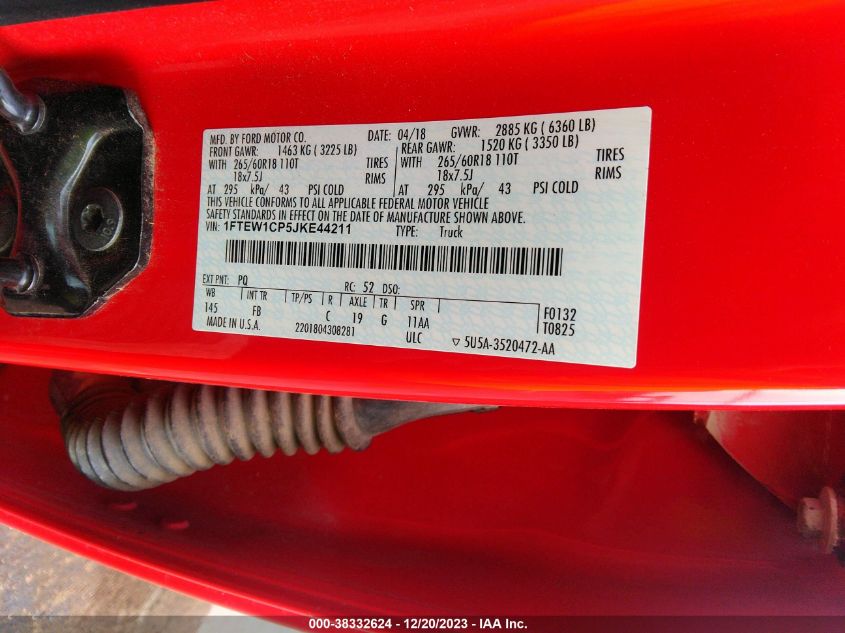 MFD. BY FORD MOTOR CO. DATE: 04/18 GVWR: 2885 KG ( 6360 LB)
FRONT GAWR: 1463 KG ( 3225 LB) REAR GAWR: 1520 KG ( 3350 LB)
WITH 265/60R18 110T TIRES WITH 265/60R18 110T TIRES
18x7.5J RIMS 18x7.5J RIMS
AT 295 kPa/ 43 PSI COLD AT 295 kPa/ 43 PSI COLD
THIS VEHICLE CONFORMS TO ALL APPLICABLE FEDERAL MOTOR VEHICLE
SAFETY STANDARDS IN EFFECT ON THE DATE OF MANUFACTURE SHOWN ABOVE.
VIN: 1FTEW1CP5JKE44211 TYPE: Truck
EXT PNT: PQ RC: 52 DSO:
WB INT TR TP/PS R AXLE TR SPR
145 FB C 19 G 11AA F0132
MADE IN U.S.A. 2201804308281 ULC T0825
▽ 5U5A-3520472-AA
000-38332624 - 12/20/2023 - IAA Inc.